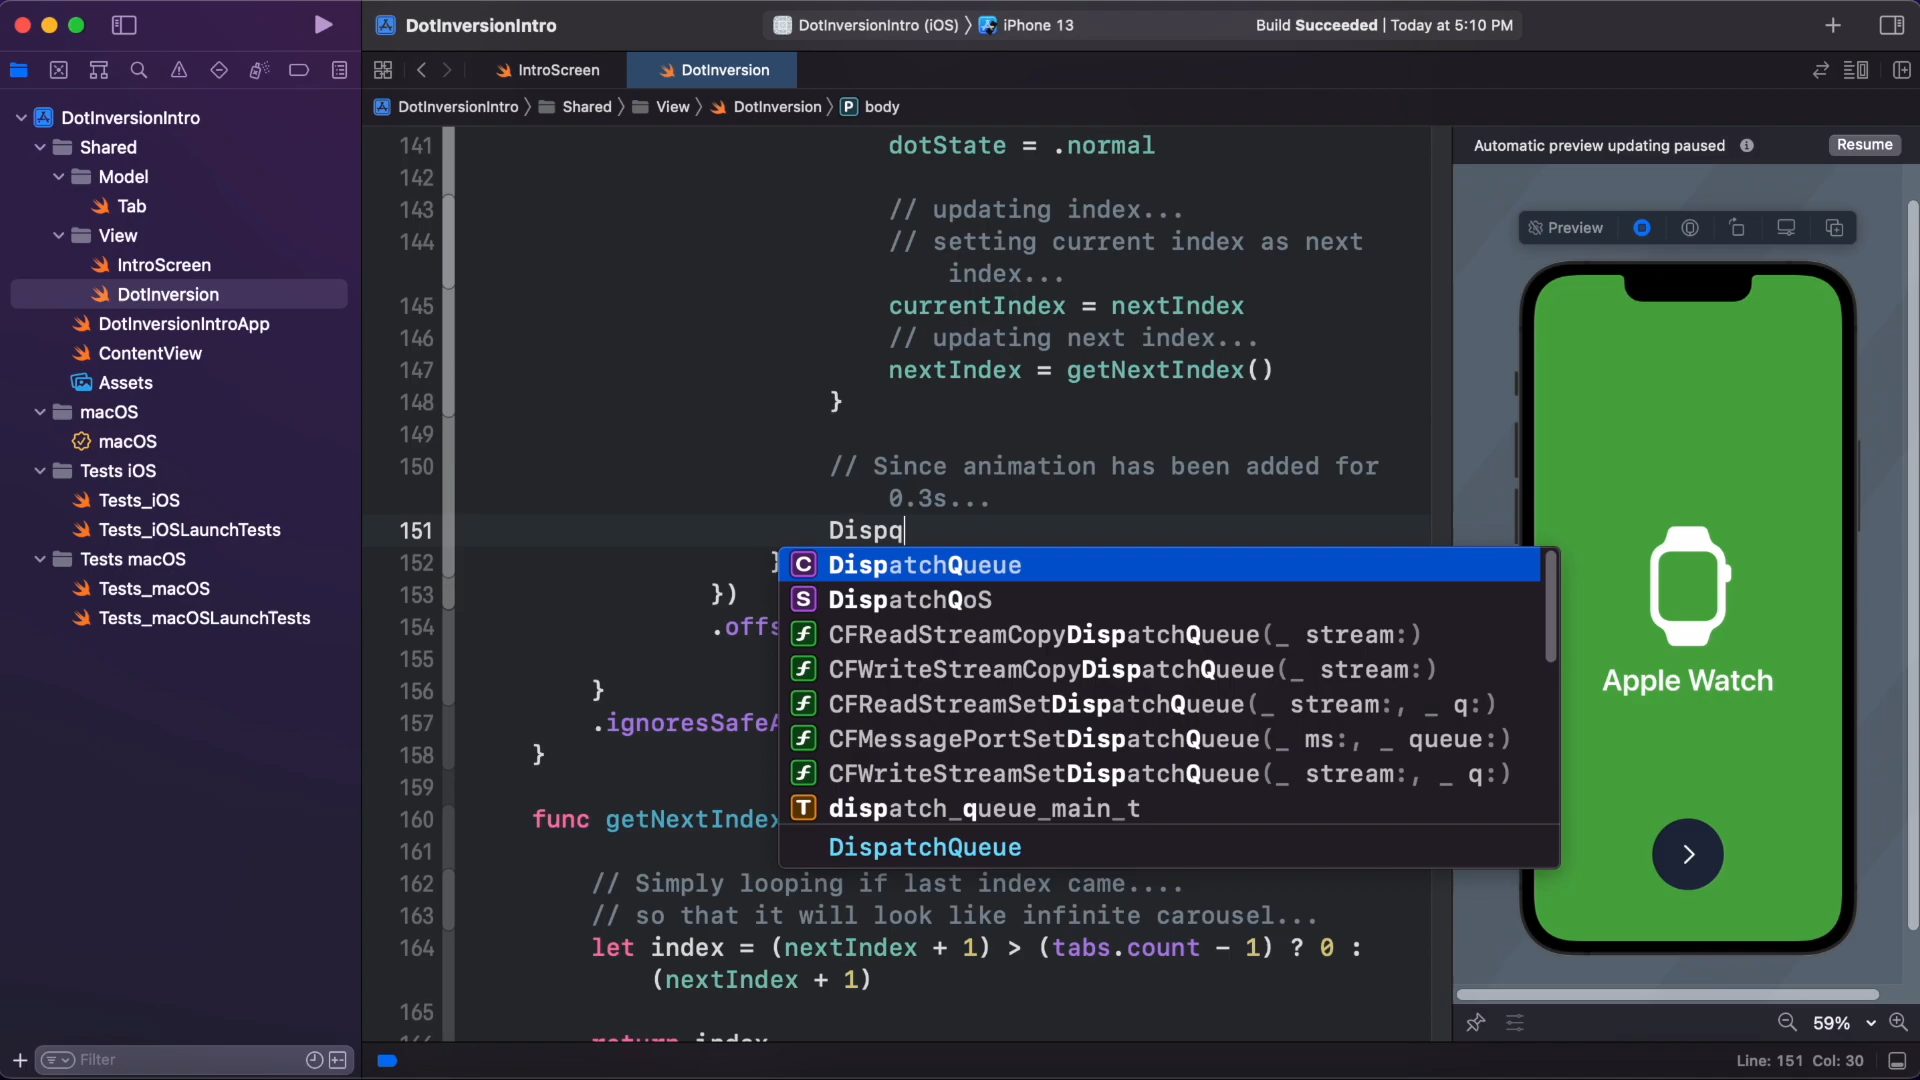 DotInversionIntro
DotInversionIntro (iOS) 〉 iPhone 13
Build Succeeded | Today at 5:10 PM
IntroScreen
DotInversion
DotInversionIntro 〉 Shared 〉 View 〉 DotInversion 〉 P body
DotInversionIntro
Shared
Model
Tab
View
IntroScreen
DotInversion
DotInversionIntroApp
ContentView
Assets
macOS
macOS
Tests iOS
Tests_iOS
Tests_iOSLaunchTests
Tests macOS
Tests_macOS
Tests_macOSLaunchTests
Filter
141 dotState = .normal
142
143 // updating index...
144 // setting current index as next
index...
145 currentIndex = nextIndex
146 // updating next index...
147 nextIndex = getNextIndex()
148 }
149
150 // Since animation has been added for
0.3s...
151 Dispq
152 }
153 })
154 .offs
155
156 }
157 .ignoresSafeA
158 }
159
160 func getNextIndex
161
162 // Simply looping if last index came....
163 // so that it will look like infinite carousel...
164 let index = (nextIndex + 1) > (tabs.count - 1) ? 0 :
(nextIndex + 1)
165
166 return index
C DispatchQueue
S DispatchQoS
f CFReadStreamCopyDispatchQueue(_ stream:)
f CFWriteStreamCopyDispatchQueue(_ stream:)
f CFReadStreamSetDispatchQueue(_ stream:, _ q:)
f CFMessagePortSetDispatchQueue(_ ms:, _ queue:)
f CFWriteStreamSetDispatchQueue(_ stream:, _ q:)
T dispatch_queue_main_t
DispatchQueue
Automatic preview updating paused
Resume
Preview
Apple Watch
59%
Line: 151 Col: 30